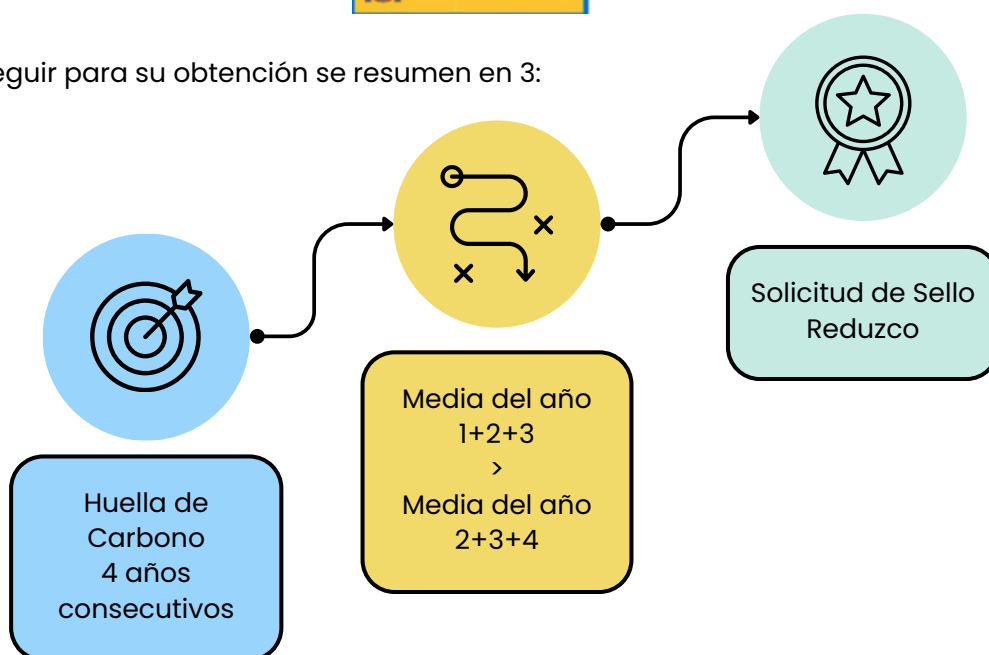 eguir para su obtención se resumen en 3:
Huella de
Carbono
4 años
consecutivos
Media del año
1+2+3
>
Media del año
2+3+4
Solicitud de Sello
Reduzco